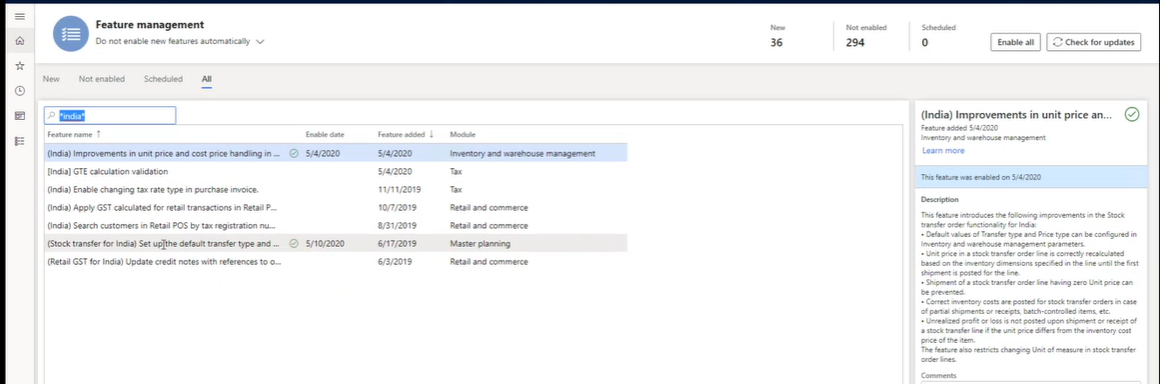 Feature management
Do not enable new features automatically
New
36
Not enabled
294
Scheduled
0
Enable all
Check for updates
New Not enabled Scheduled All
*india*
Feature name ↑ Enable date Feature added ↓ Module
(India) Improvements in unit price and cost price handling in ... 5/4/2020 5/4/2020 Inventory and warehouse management
[India] GTE calculation validation 5/4/2020 Tax
(India) Enable changing tax rate type in purchase invoice. 11/11/2019 Tax
(India) Apply GST calculated for retail transactions in Retail P... 10/7/2019 Retail and commerce
(India) Search customers in Retail POS by tax registration nu... 8/31/2019 Retail and commerce
(Stock transfer for India) Set up the default transfer type and ... 5/10/2020 6/17/2019 Master planning
(Retail GST for India) Update credit notes with references to o... 6/3/2019 Retail and commerce
(India) Improvements in unit price an...
Feature added 5/4/2020
Inventory and warehouse management
Learn more
This feature was enabled on 5/4/2020
Description
This feature introduces the following improvements in the Stock
transfer order functionality for India:
• Default values of Transfer type and Price type can be configured in
Inventory and warehouse management parameters.
• Unit price in a stock transfer order line is correctly recalculated
based on the inventory dimensions specified in the line until the first
shipment is posted for the line.
• Shipment of a stock transfer order line having zero Unit price can
be prevented.
• Correct inventory costs are posted for stock transfer orders in case
of partial shipments or receipts, batch-controlled items, etc.
• Unrealized profit or loss is not posted upon shipment or receipt of
a stock transfer line if the unit price differs from the inventory cost
price of the item.
The feature also restricts changing Unit of measure in stock transfer
order lines.
Comments